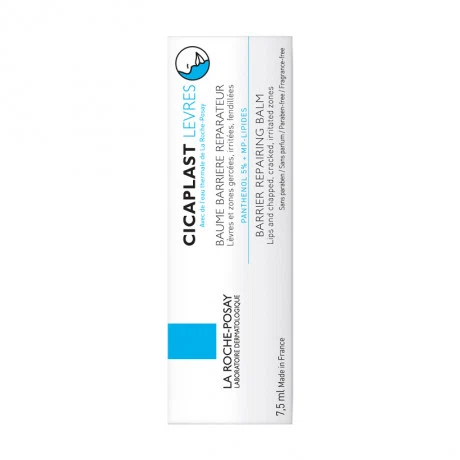 CICAPLAST LEVRES
Avec de l'eau thermale de La Roche-Posay
BAUME BARRIERE REPARATEUR
Lèvres et zones gercées, irritées, fendillées
PANTHENOL 5% + MP-LIPIDES
BARRIER REPAIRING BALM
Lips and chapped, cracked, irritated zones
Sans paraben / Sans parfum / Paraben-free / Fragrance-free
LA ROCHE-POSAY
LABORATOIRE DERMATOLOGIQUE
7,5 ml Made in France